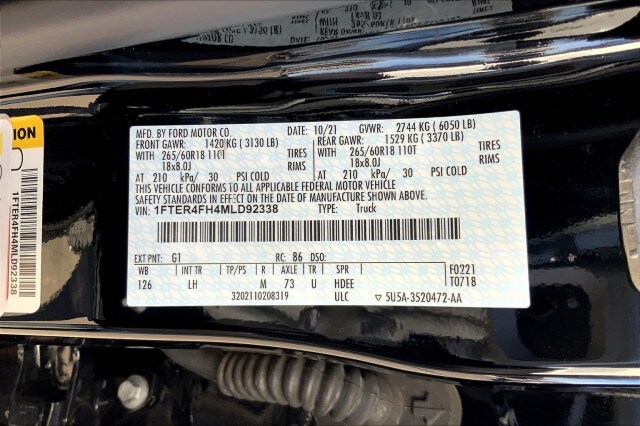 MFD. BY FORD MOTOR CO. DATE: 10/21 GVWR: 2744 KG ( 6050 LB)
FRONT GAWR: 1420 KG ( 3130 LB) REAR GAWR: 1529 KG ( 3370 LB)
WITH 265/60R18 110T TIRES WITH 265/60R18 110T TIRES
18x8.0J RIMS 18x8.0J RIMS
AT 210 kPa/ 30 PSI COLD AT 210 kPa/ 30 PSI COLD
THIS VEHICLE CONFORMS TO ALL APPLICABLE FEDERAL MOTOR VEHICLE
SAFETY STANDARDS IN EFFECT ON THE DATE OF MANUFACTURE SHOWN ABOVE.
VIN: 1FTER4FH4MLD92338 TYPE: Truck
EXT PNT: G1 RC: 86 DSO:
WB INT TR TP/PS R AXLE TR SPR F0221
126 LH M 73 U HDEE T0718
3202110208319 ULC 5U5A-3520472-AA
1FTER4FH4MLD92338